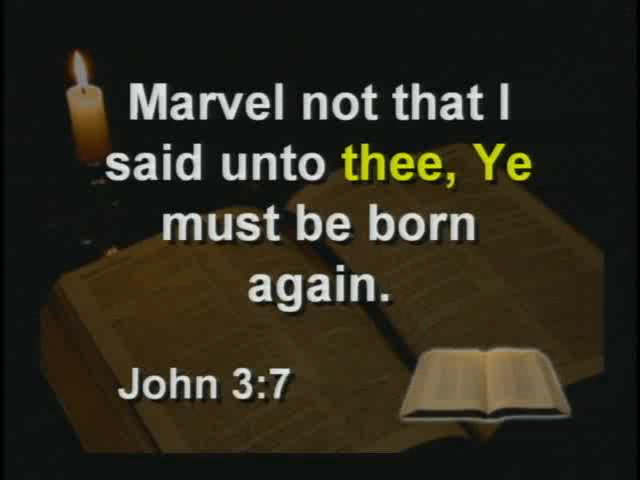 Marvel not that I
said unto thee, Ye
must be born
again.
John 3:7